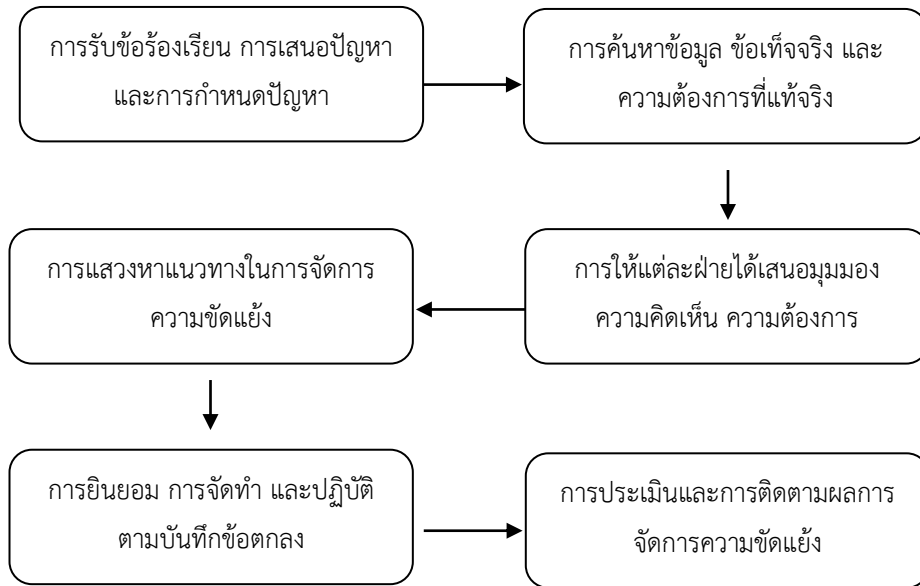 การรับข้อร้องเรียน การเสนอปัญหา
และการกำหนดปัญหา
การค้นหาข้อมูล ข้อเท็จจริง และ
ความต้องการที่แท้จริง
การให้แต่ละฝ่ายได้เสนอมุมมอง
ความคิดเห็น ความต้องการ
การแสวงหาแนวทางในการจัดการ
ความขัดแย้ง
การยินยอม การจัดทำ และปฏิบัติ
ตามบันทึกข้อตกลง
การประเมินและการติดตามผลการ
จัดการความขัดแย้ง